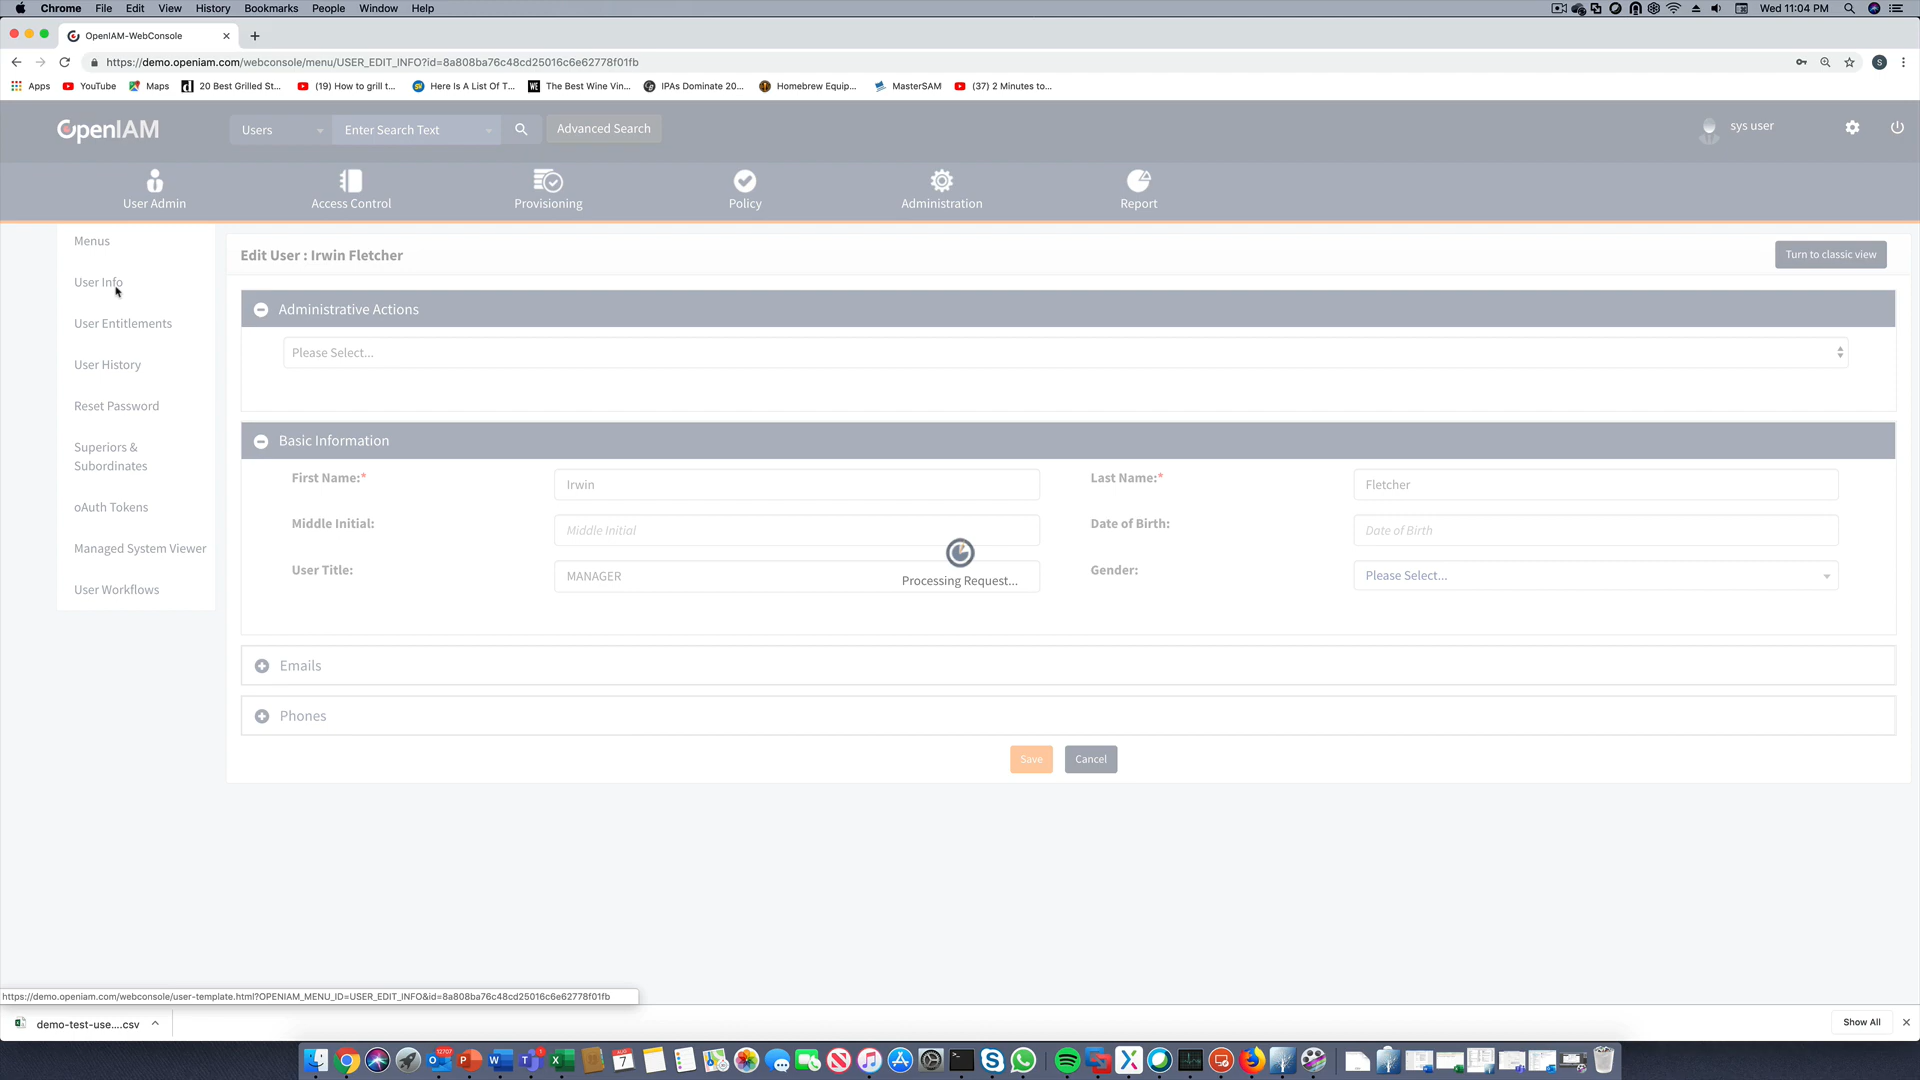 Chrome File Edit View History Bookmarks People Window Help Wed 11:04 PM
OpenIAM-WebConsole
https://demo.openiam.com/webconsole/menu/USER_EDIT_INFO?id=8a808ba76c48cd25016c6e62778f01fb S
Apps YouTube Maps 20 Best Grilled St... (19) How to grill t... Here Is A List Of T... The Best Wine Vin... IPAs Dominate 20... Homebrew Equip... MasterSAM (37) 2 Minutes to...
OpenIAM Users Enter Search Text Advanced Search sys user
User Admin Access Control Provisioning Policy Administration Report
Menus
User Info
User Entitlements
User History
Reset Password
Superiors &
Subordinates
oAuth Tokens
Managed System Viewer
User Workflows
Edit User : Irwin Fletcher Turn to classic view
Administrative Actions
Please Select...
Basic Information
First Name:* Irwin Last Name:* Fletcher
Middle Initial: Middle Initial Date of Birth: Date of Birth
User Title: MANAGER Gender: Please Select...
Processing Request...
Emails
Phones
Save Cancel
https://demo.openiam.com/webconsole/user-template.html?OPENIAM_MENU_ID=USER_EDIT_INFO&id=8a808ba76c48cd25016c6e62778f01fb
demo-test-use....csv Show All
12707
AUG
7
1